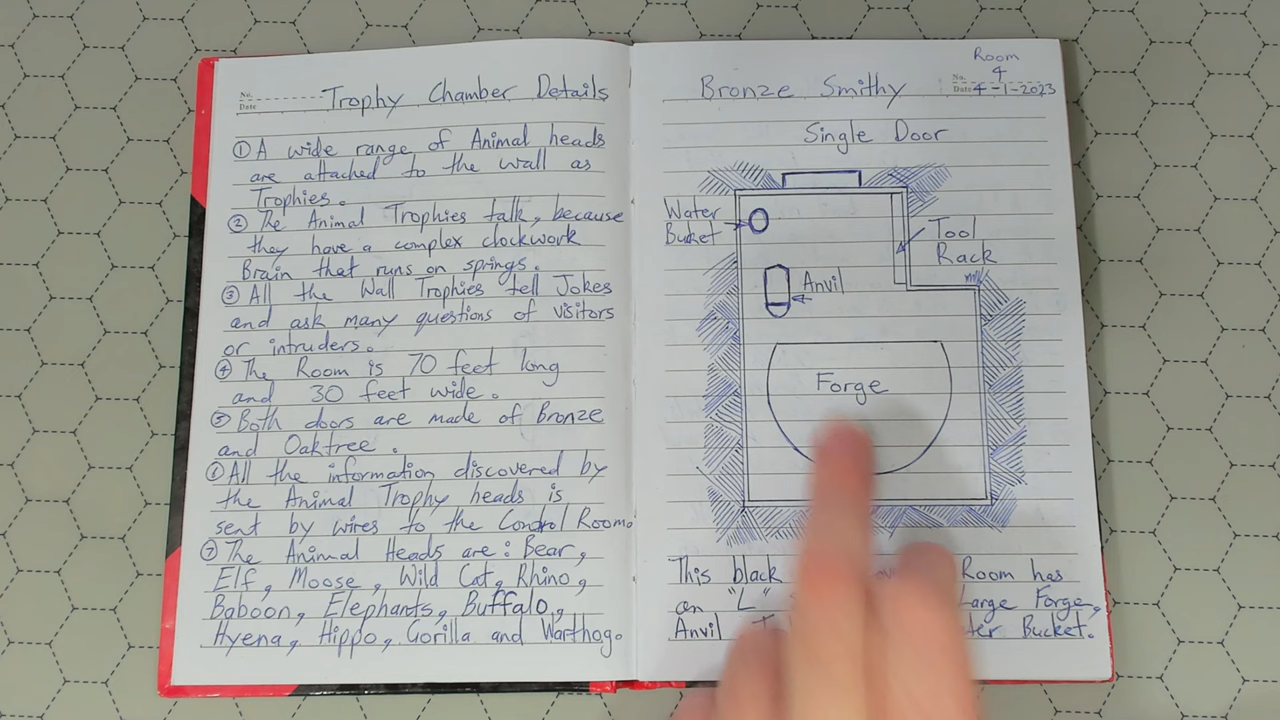 No.
Date
Trophy Chamber Details
① A wide range of Animal heads
are attached to the wall as
Trophies.
② The Animal Trophies talk, because
they have a complex clockwork
Brain that runs on springs.
③ All the Wall Trophies tell Jokes
and ask many questions of visitors
or intruders.
④ The Room is 70 feet long
and 30 feet wide.
⑤ Both doors are made of Bronze
and Oaktree.
⑥ All the information discovered by
the Animal Trophy heads is
sent by wires to the Control Room.
⑦ The Animal Heads are: Bear,
Elf, Moose, Wild Cat, Rhino,
Baboon, Elephants, Buffalo,
Hyena, Hippo, Gorilla and Warthog.
Room
No. 4
Date 4-1-2023
Bronze Smithy
Single Door
Water
Bucket
Tool
Rack
Anvil
Forge
This black Room has
an "L" Large Forge,
Anvil Bucket.